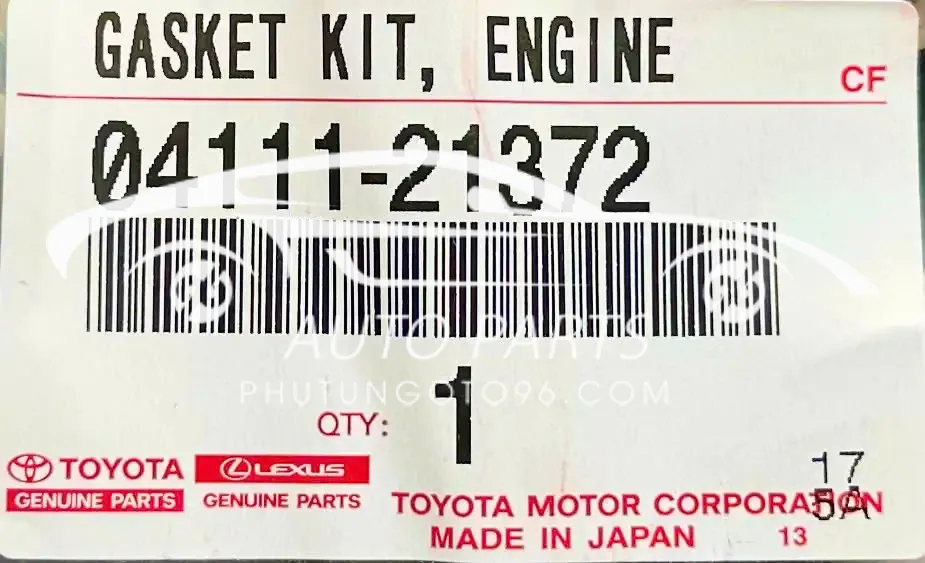 GASKET KIT, ENGINE
CF
04111-21372
AUTO PARTS
PHUTUNGOTO96.COM
QTY: 1
TOYOTA LEXUS
GENUINE PARTS GENUINE PARTS
17
5A
TOYOTA MOTOR CORPORATION
MADE IN JAPAN 13